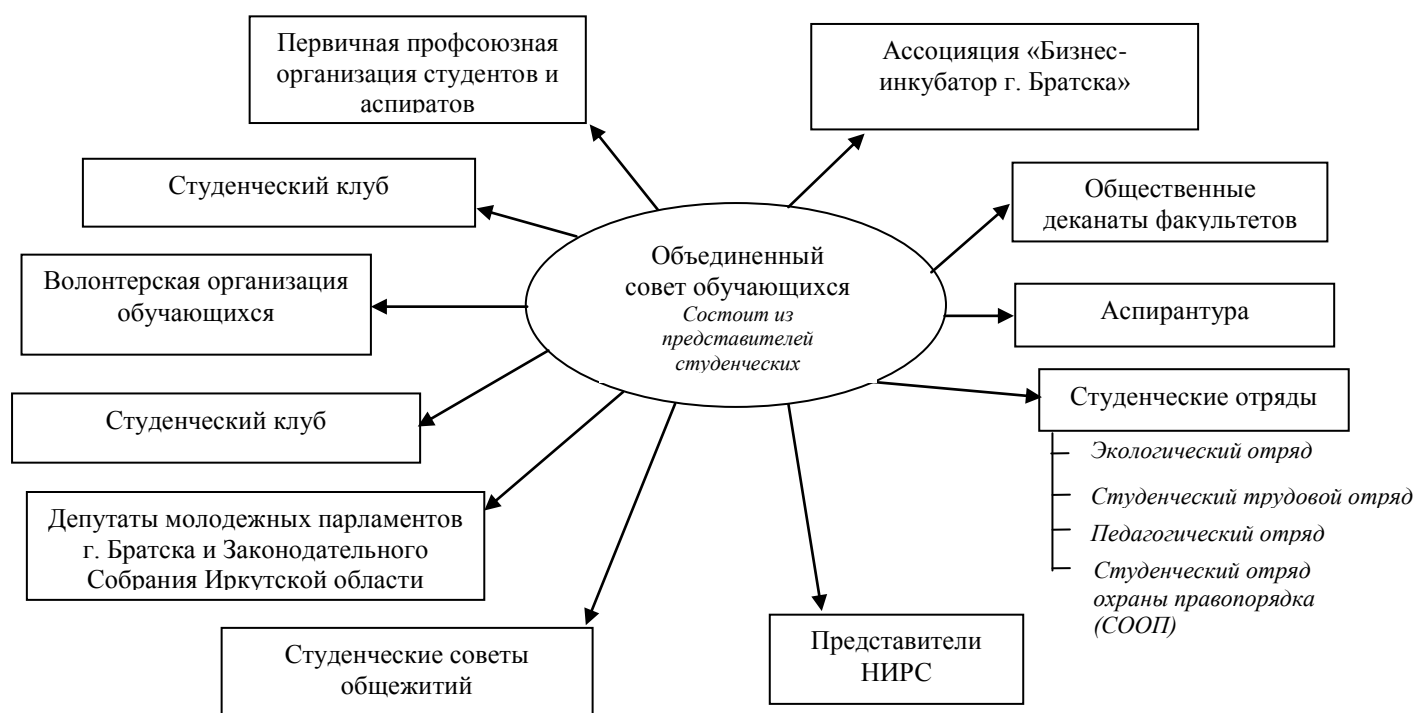 Первичная профсоюзная
организация студентов и
аспиратов
Ассоцияция «Бизнес-
инкубатор г. Братска»
Студенческий клуб
Общественные
деканаты факультетов
Объединенный
совет обучающихся
Состоит из
представителей
студенческих
Волонтерская организация
обучающихся
Аспирантура
Студенческий клуб
Студенческие отряды
Экологический отряд
Студенческий трудовой отряд
Педагогический отряд
Студенческий отряд
охраны правопорядка
(СООП)
Депутаты молодежных парламентов
г. Братска и Законодательного
Собрания Иркутской области
Студенческие советы
общежитий
Представители
НИРС